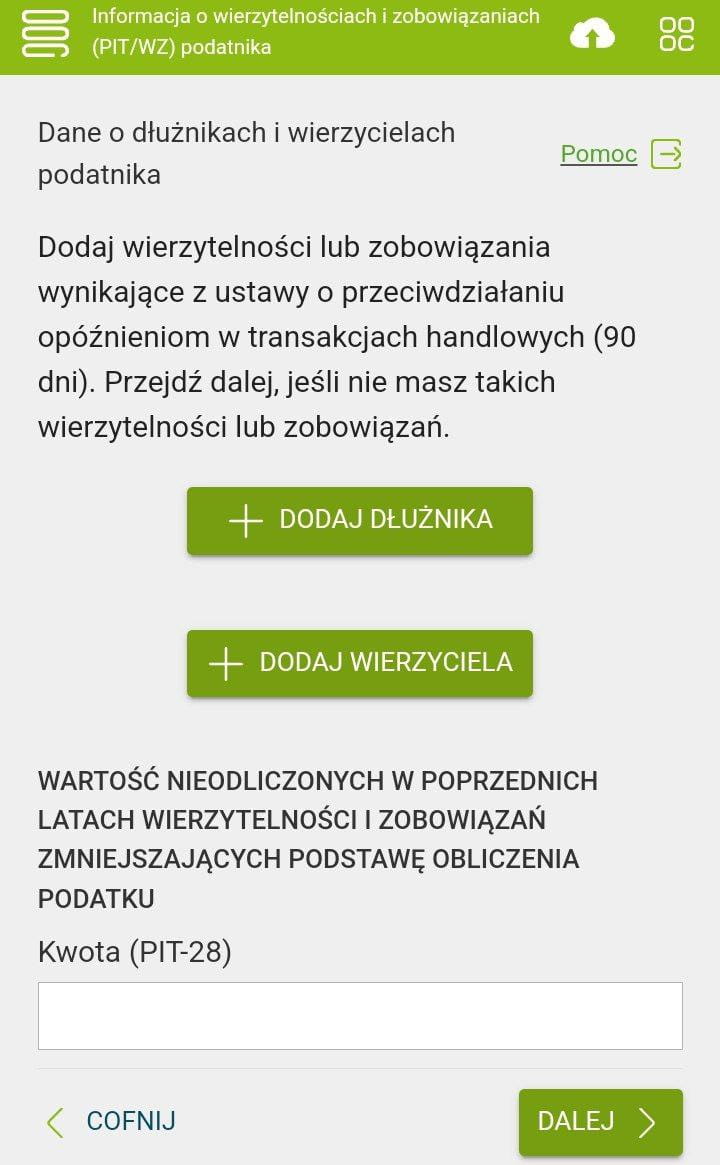 Informacja o wierzytelnościach i zobowiązaniach
(PIT/WZ) podatnika
Dane o dłużnikach i wierzycielach
podatnika
Pomoc
Dodaj wierzytelności lub zobowiązania
wynikające z ustawy o przeciwdziałaniu
opóźnieniom w transakcjach handlowych (90
dni). Przejdź dalej, jeśli nie masz takich
wierzytelności lub zobowiązań.
DODAJ DŁUŻNIKA
DODAJ WIERZYCIELA
WARTOŚĆ NIEODLICZONYCH W POPRZEDNICH
LATACH WIERZYTELNOŚCI I ZOBOWIĄZAŃ
ZMNIEJSZAJĄCYCH PODSTAWĘ OBLICZENIA
PODATKU
Kwota (PIT-28)
COFNIJ
DALEJ